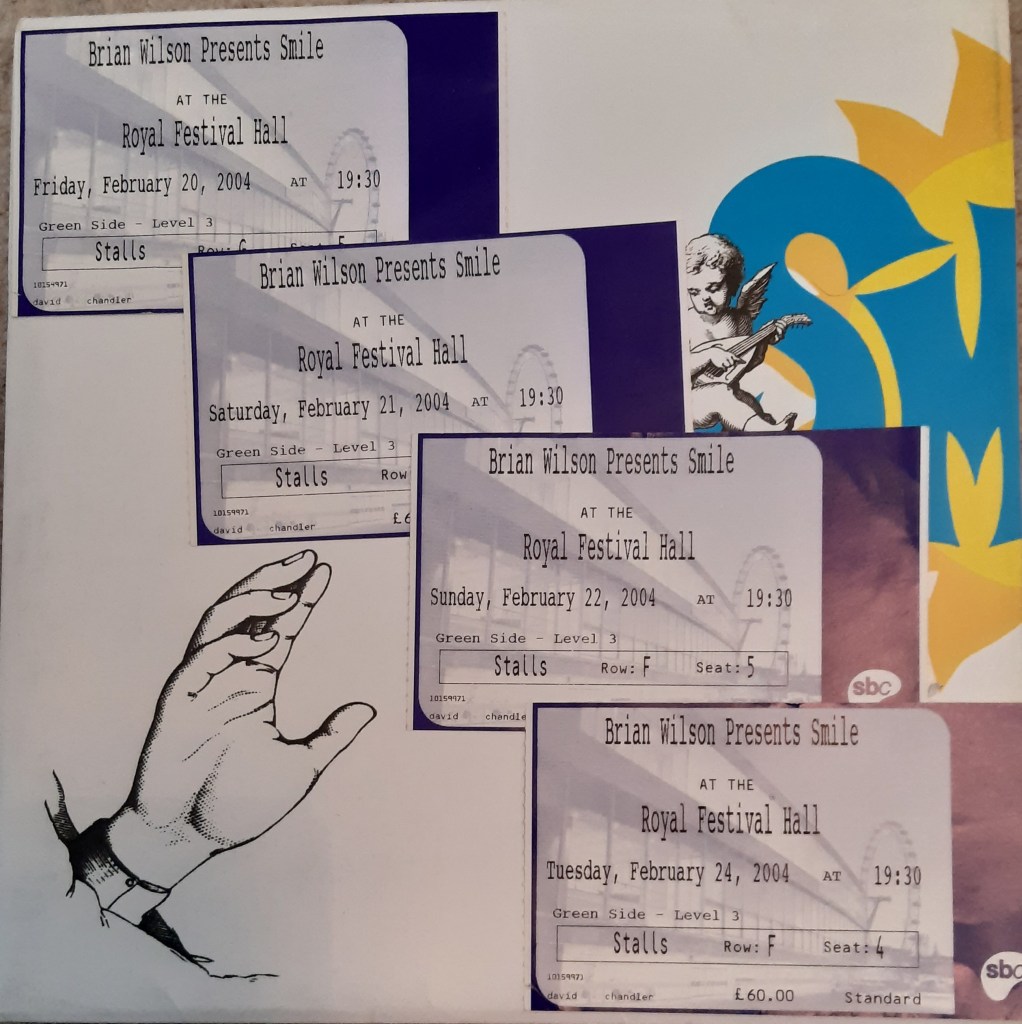 Brian Wilson Presents Smile
AT THE
Royal Festival Hall
Friday, February 20, 2004 AT 19:30
Green Side - Level 3
Stalls
10159971
david chandler
Brian Wilson Presents Smile
AT THE
Royal Festival Hall
Saturday, February 21, 2004 AT 19:30
Green Side - Level 3
Stalls Row
10159971
£6
david chandler
Brian Wilson Presents Smile
AT THE
Royal Festival Hall
Sunday, February 22, 2004 AT 19:30
Green Side - Level 3
Stalls Row: F Seat: 5
sbc
10159971
david chandle
Brian Wilson Presents Smile
AT THE
Royal Festival Hall
Tuesday, February 24, 2004 AT 19:30
Green Side - Level 3
Stalls Row: F Seat: 4
sbc
10159971
david chandler £60.00 Standard